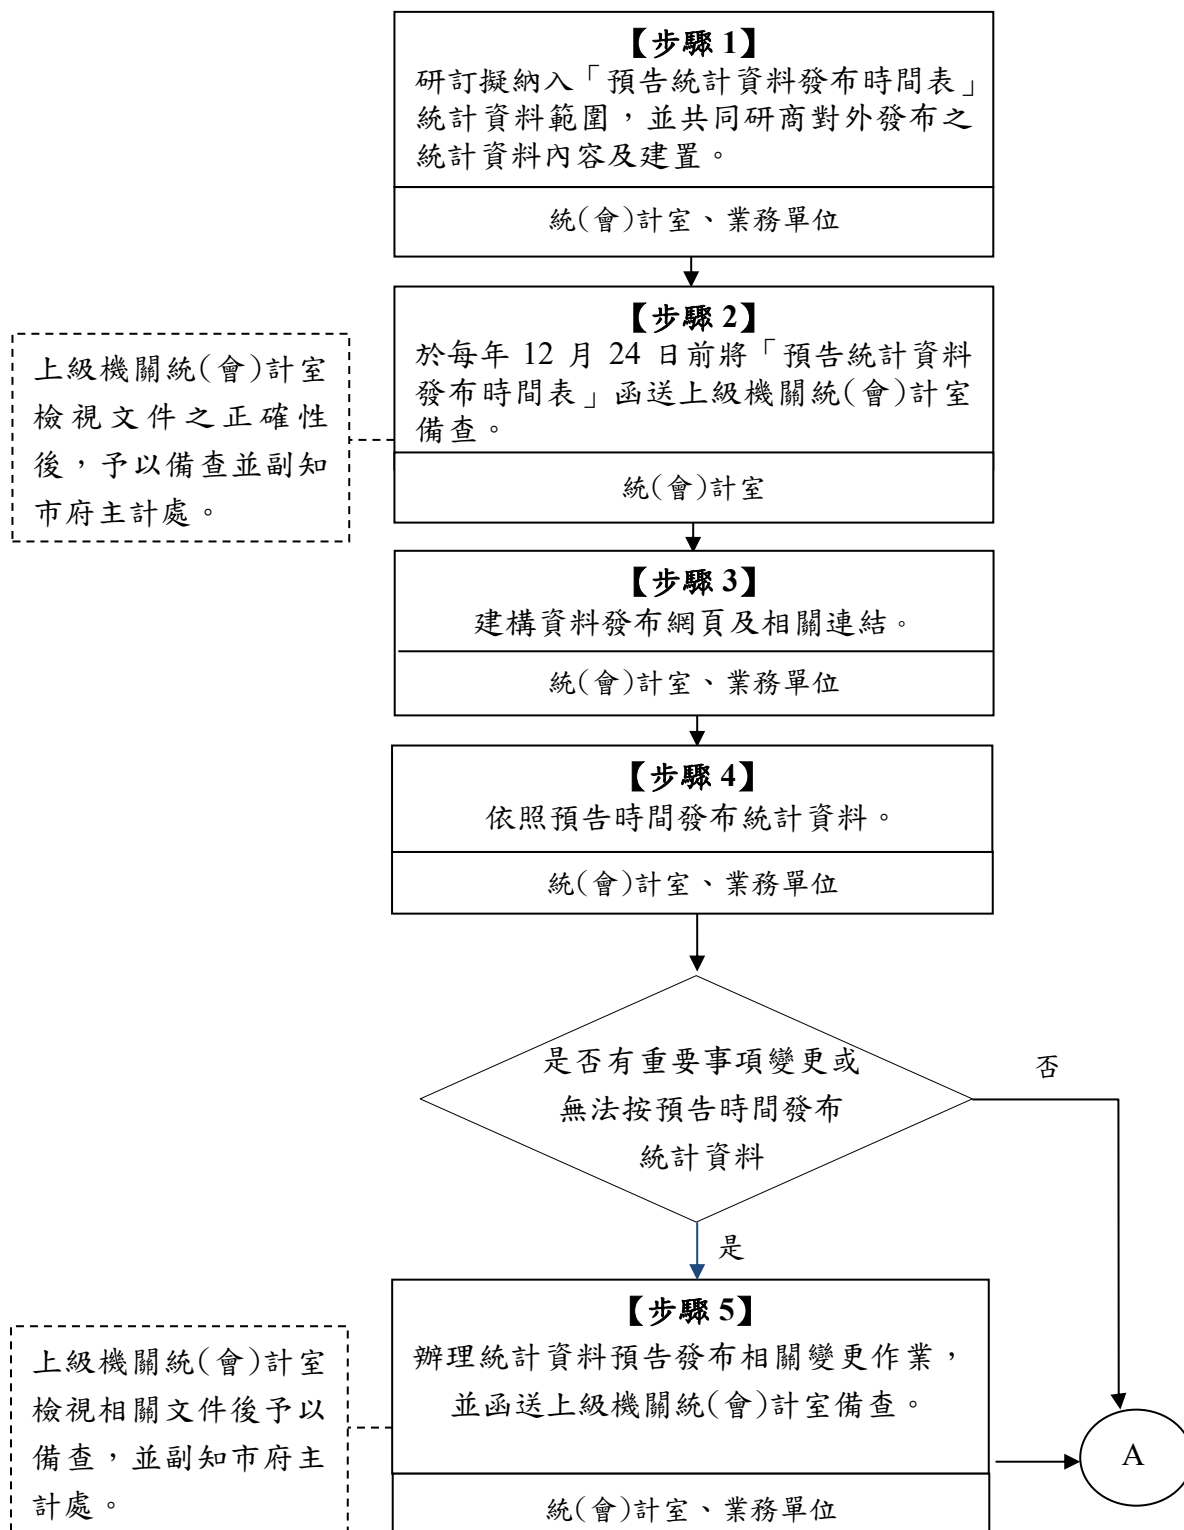 【步驟 1】
研訂擬納入「預告統計資料發布時間表」
統計資料範圍，並共同研商對外發布之
統計資料內容及建置。
統(會)計室、業務單位
【步驟 2】
於每年 12 月 24 日前將「預告統計資料
發布時間表」函送上級機關統(會)計室
備查。
統(會)計室
上級機關統(會)計室
檢視文件之正確性
後，予以備查並副知
市府主計處。
【步驟 3】
建構資料發布網頁及相關連結。
統(會)計室、業務單位
【步驟 4】
依照預告時間發布統計資料。
統(會)計室、業務單位
是否有重要事項變更或
無法按預告時間發布
統計資料
否
是
【步驟 5】
辦理統計資料預告發布相關變更作業，
並函送上級機關統(會)計室備查。
統(會)計室、業務單位
上級機關統(會)計室
檢視相關文件後予以
備查，並副知市府主
計處。
A